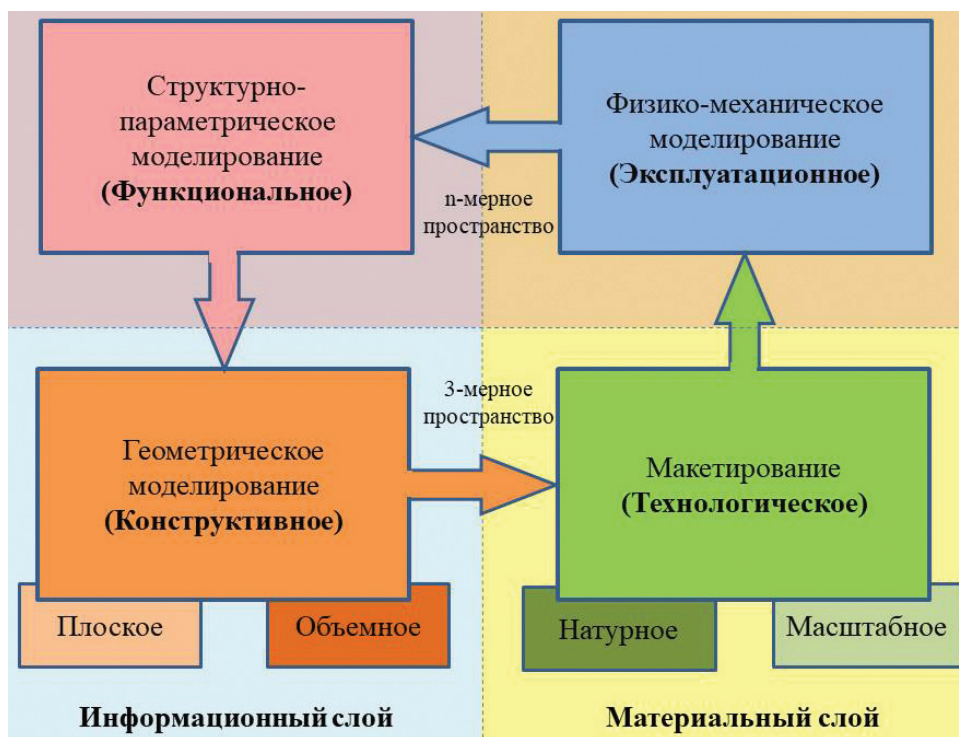 Структурно-
параметрическое
моделирование
(Функциональное)
Физико-механическое
моделирование
(Эксплуатационное)
n-мерное
пространство
3-мерное
пространство
Геометрическое
моделирование
(Конструктивное)
Макетирование
(Технологическое)
Плоское
Объемное
Натурное
Масштабное
Информационный слой
Материальный слой